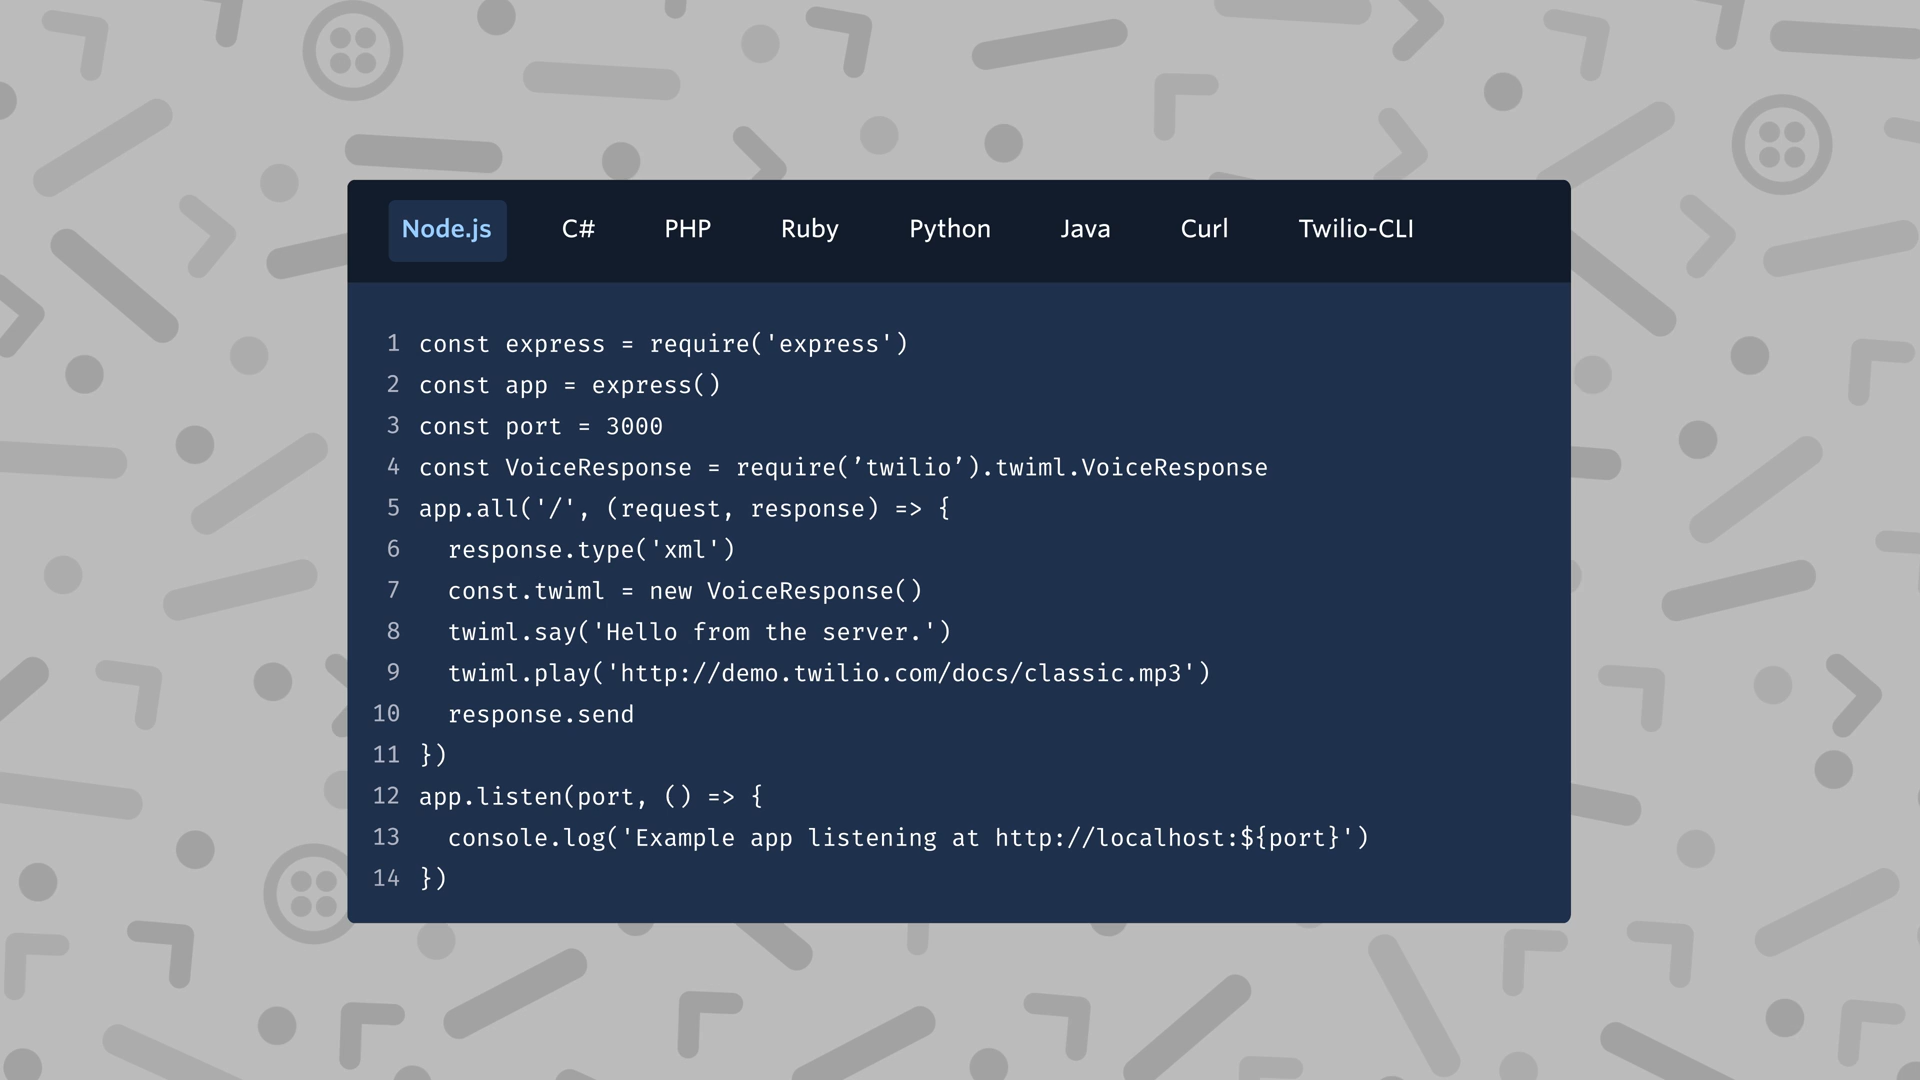 Node.js C# PHP Ruby Python Java Curl Twilio-CLI
1 const express = require('express')
2 const app = express()
3 const port = 3000
4 const VoiceResponse = require(’twilio’).twiml.VoiceResponse
5 app.all('/', (request, response) => {
6   response.type('xml')
7   const.twiml = new VoiceResponse()
8   twiml.say('Hello from the server.')
9   twiml.play('http://demo.twilio.com/docs/classic.mp3')
10   response.send
11 })
12 app.listen(port, () => {
13   console.log('Example app listening at http://localhost:${port}')
14 })